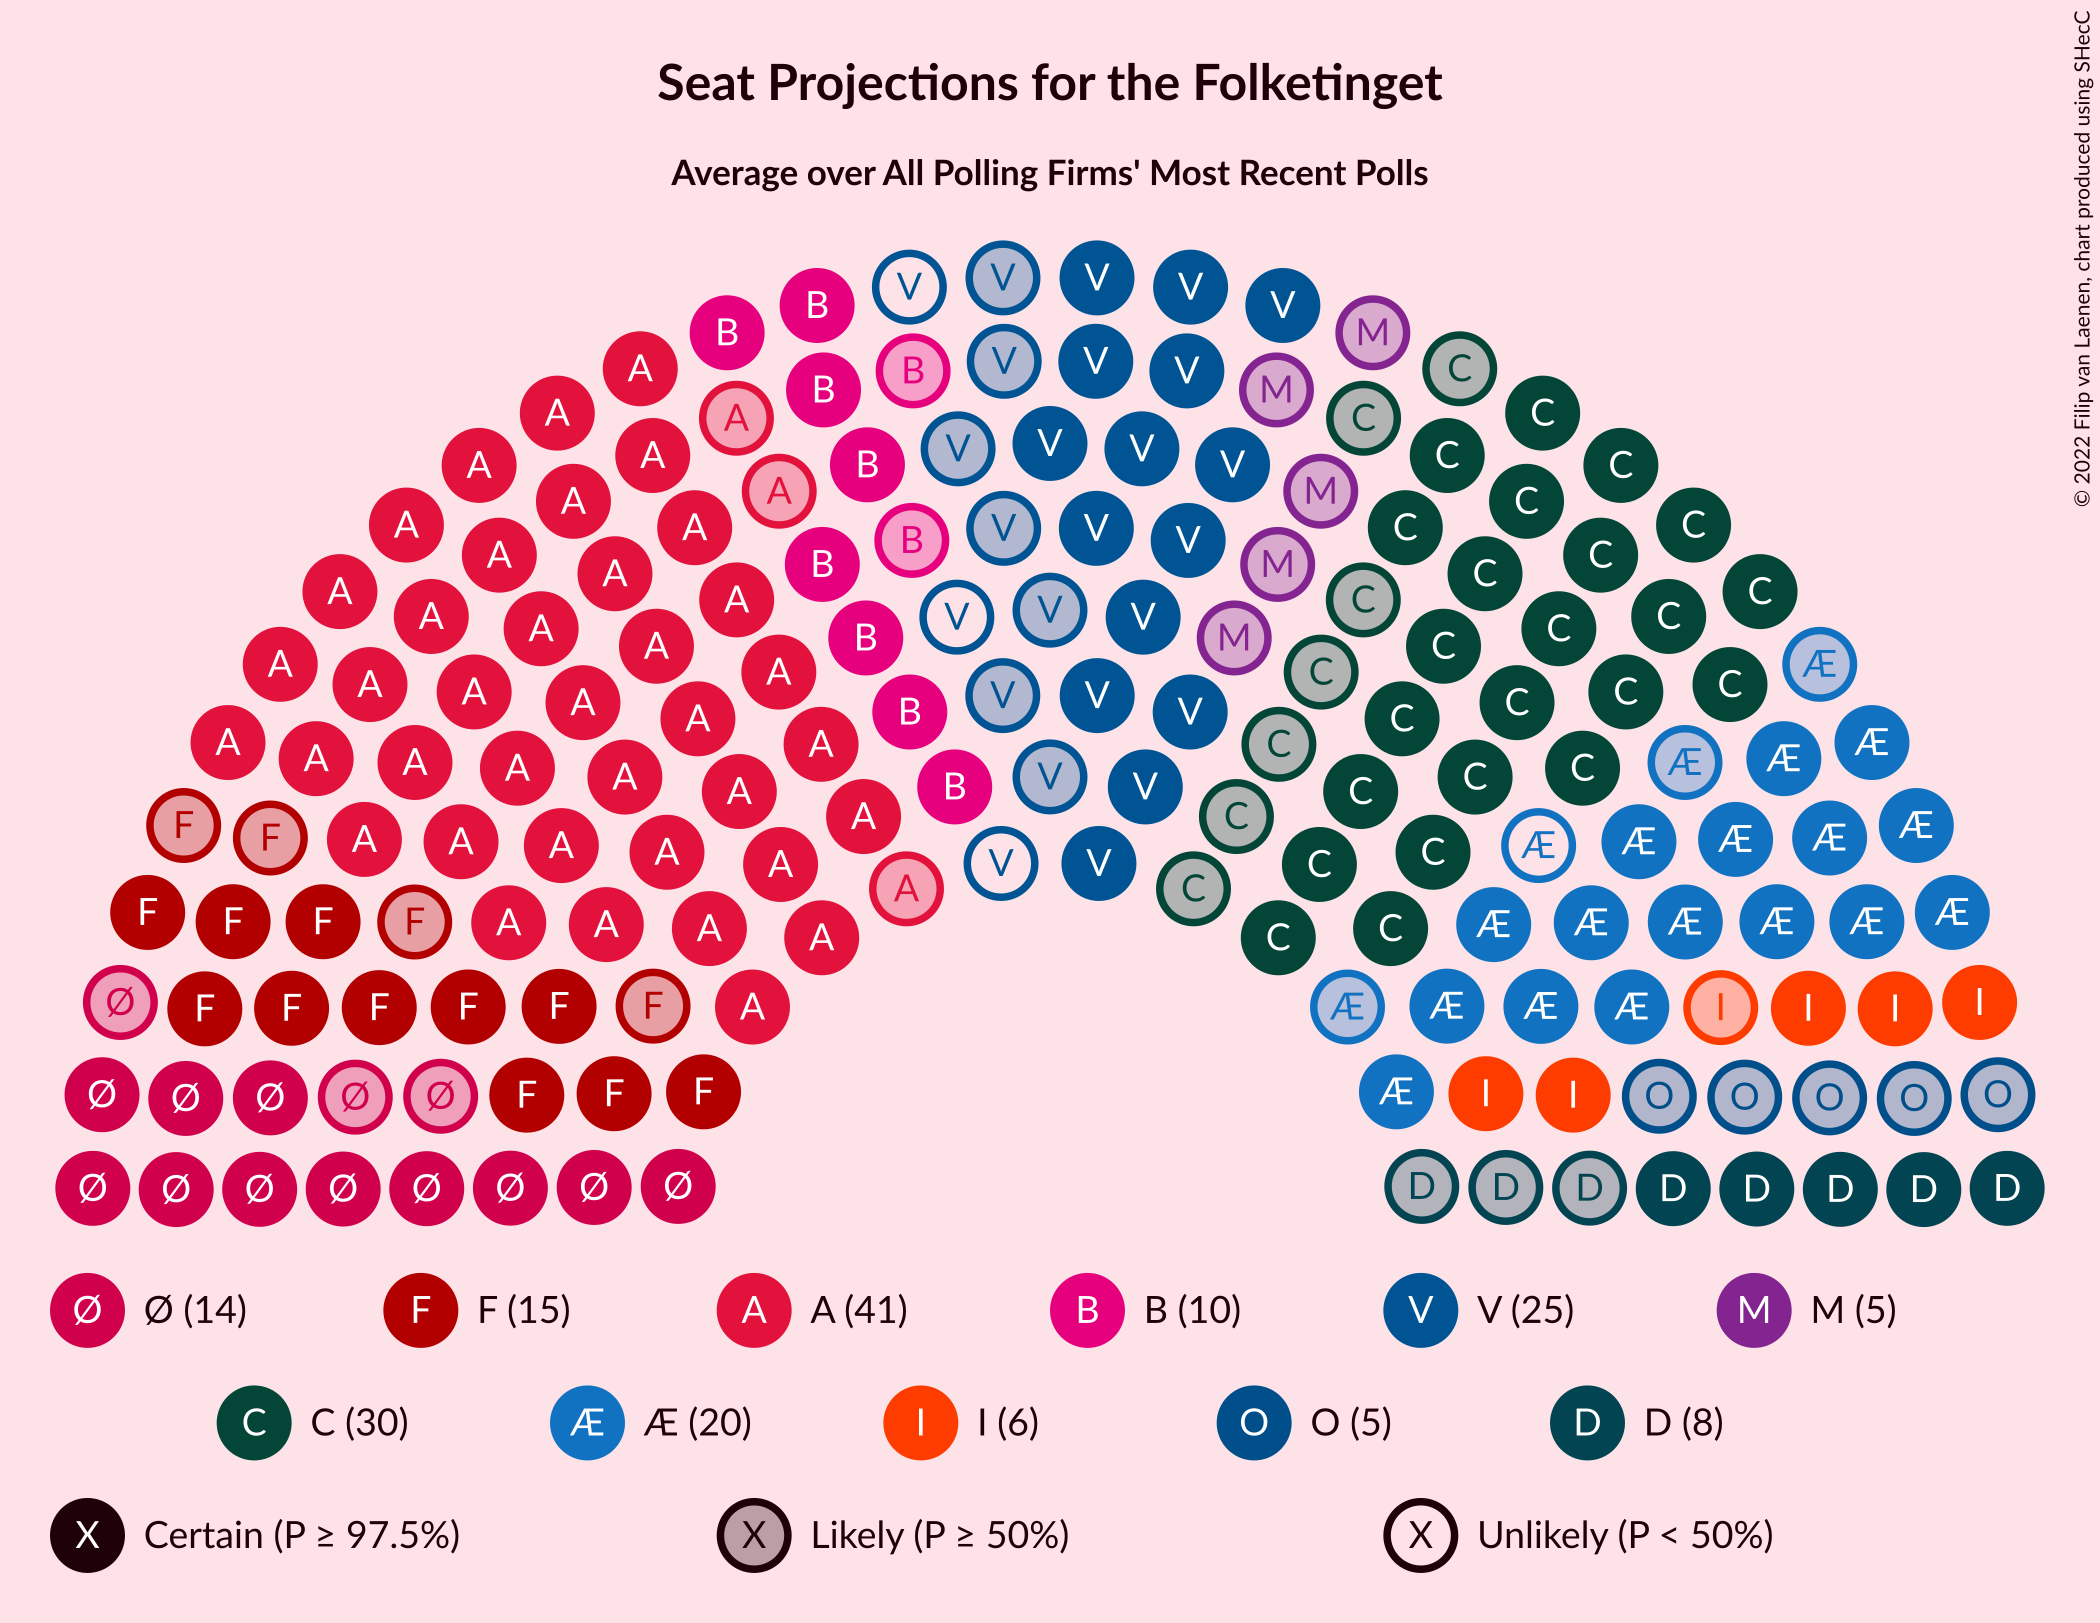 Seat Projections for the Folketinget
Average over All Polling Firms' Most Recent Polls
© 2022 Filip van Laenen, chart produced using SHecC
V V V V V
B B M
A C
V V V
B B M
A C
A C
V V V V
A B M C
A C
A C
V V V
B B M
A C
A C
A C
A C
V V V
B M
A C
A C
A C
A C
A Æ
V V V
B C
A C
A C
A C
A C
A Æ
V V
B C
A C
A C
A C
A Æ
A Æ
F Æ
V V
A C
A C
A C
A Æ
A Æ
F Æ
F Æ
A A A A F F F F C C Æ Æ Æ Æ Æ Æ
Ø F F F F F F A Æ Æ Æ Æ I I I I
Ø Ø Ø Ø Ø F F F Æ I I O O O O O
Ø Ø Ø Ø Ø Ø Ø Ø D D D D D D D D
Ø Ø (14) F F (15) A A (41) B B (10) V V (25) M M (5)
C C (30) Æ Æ (20) I I (6) O O (5) D D (8)
X Certain (P ≥ 97.5%) X Likely (P ≥ 50%) X Unlikely (P < 50%)